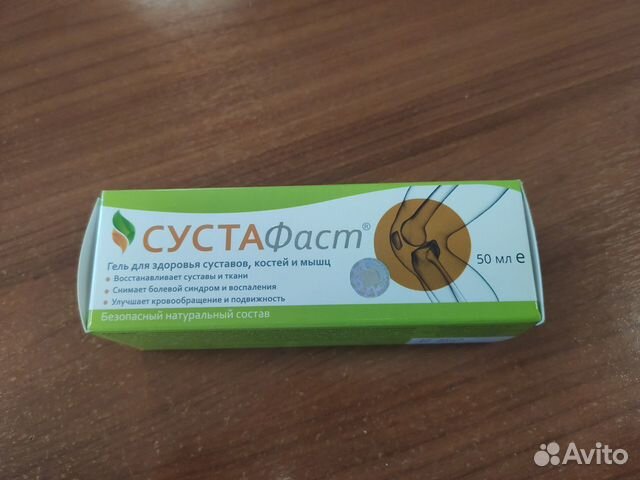 СУСТАФаст®
Гель для здоровья суставов, костей и мышц
• Восстанавливает суставы и ткани
• Снимает болевой синдром и воспаления
• Улучшает кровообращение и подвижность
50 мл е
Безопасный натуральный состав
Avito